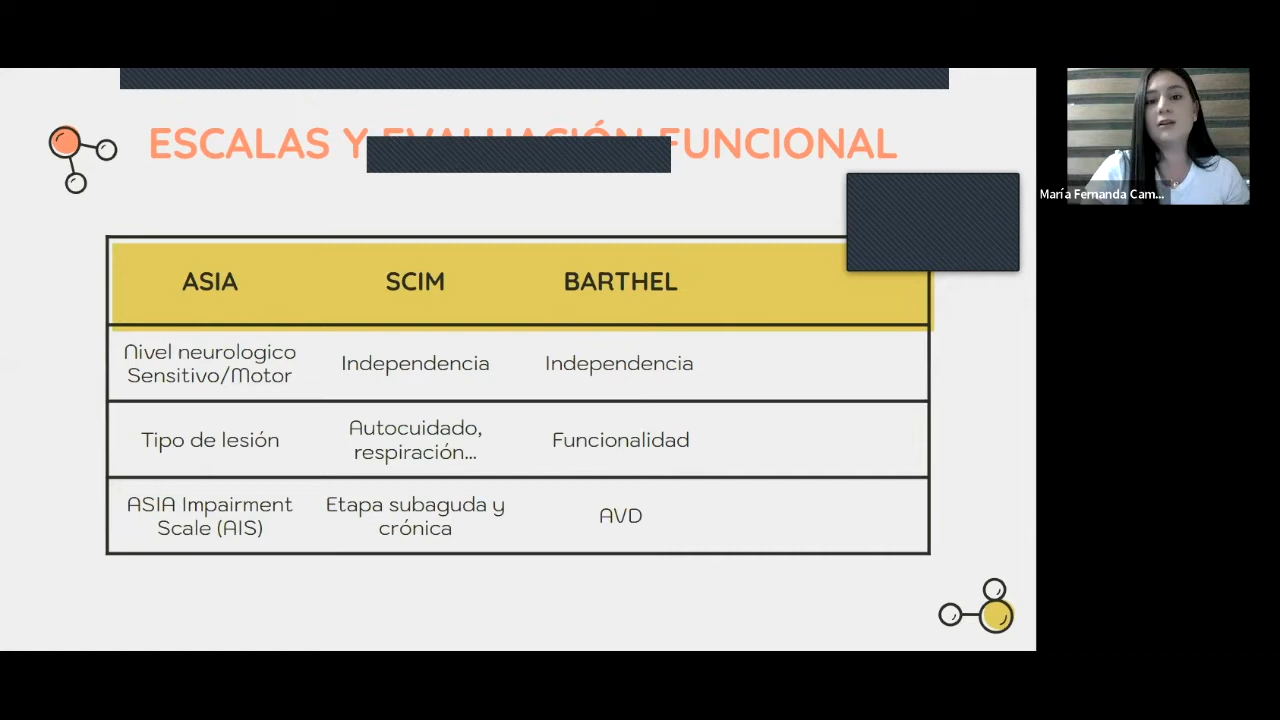 ESCALAS Y EVALUACIÓN FUNCIONAL
ASIA SCIM BARTHEL
Nivel neurologico
Sensitivo/Motor
Independencia
Independencia
Tipo de lesión
Autocuidado,
respiración...
Funcionalidad
ASIA Impairment
Scale (AIS)
Etapa subaguda y
crónica
AVD
María Fernanda Cam...